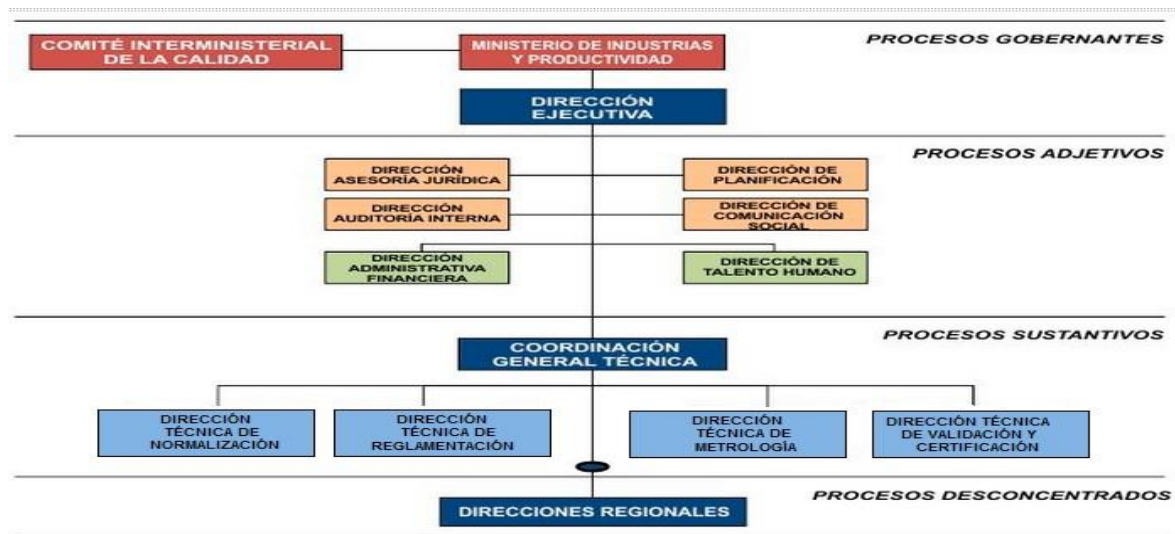 COMITÉ INTERMINISTERIAL
DE LA CALIDAD
MINISTERIO DE INDUSTRIAS
Y PRODUCTIVIDAD
PROCESOS GOBERNANTES
DIRECCIÓN
EJECUTIVA
PROCESOS ADJETIVOS
DIRECCIÓN
ASESORÍA JURÍDICA
DIRECCIÓN DE
PLANIFICACIÓN
DIRECCIÓN
AUDITORÍA INTERNA
DIRECCIÓN DE
COMUNICACIÓN
SOCIAL
DIRECCIÓN
ADMINISTRATIVA
FINANCIERA
DIRECCIÓN DE
TALENTO HUMANO
PROCESOS SUSTANTIVOS
COORDINACIÓN
GENERAL TÉCNICA
DIRECCIÓN
TÉCNICA DE
NORMALIZACIÓN
DIRECCIÓN
TÉCNICA DE
REGLAMENTACIÓN
DIRECCIÓN
TÉCNICA DE
METROLOGÍA
DIRECCIÓN TÉCNICA
DE VALIDACIÓN Y
CERTIFICACIÓN
PROCESOS DESCONCENTRADOS
DIRECCIONES REGIONALES